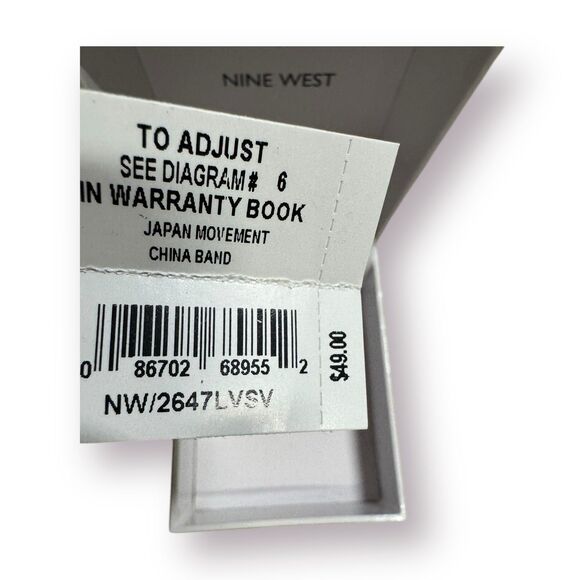 NINE WEST
TO ADJUST
SEE DIAGRAM# 6
IN WARRANTY BOOK
JAPAN MOVEMENT
CHINA BAND
0 86702 68955 2
$49.00
NW/2647LVSV